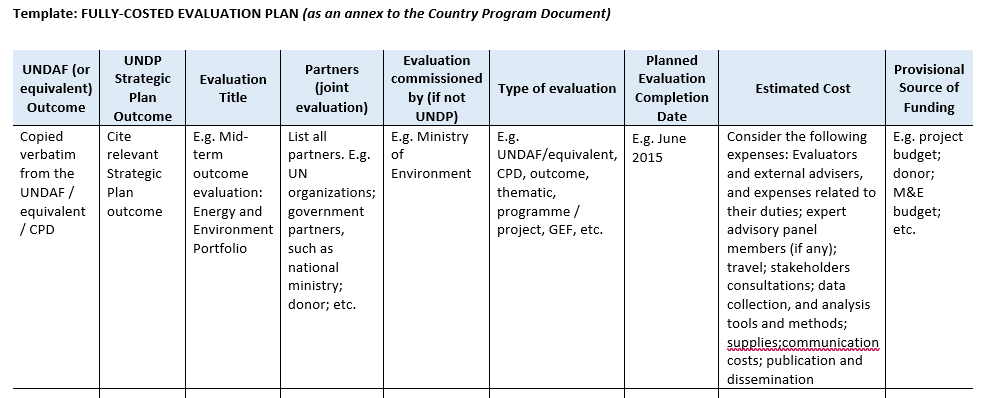 Template: FULLY-COSTED EVALUATION PLAN (as an annex to the Country Program Document)
UNDAF (or
equivalent)
Outcome
UNDP
Strategic
Plan
Outcome
Evaluation
Title
Partners
(joint
evaluation)
Evaluation
commissioned
by (if not
UNDP)
Type of evaluation
Planned
Evaluation
Completion
Date
Estimated Cost
Provisional
Source of
Funding
Copied
verbatim
from the
UNDAF /
equivalent
/ CPD
Cite
relevant
Strategic
Plan
outcome
E.g. Mid-
term
outcome
evaluation:
Energy and
Environment
Portfolio
List all
partners. E.g.
UN
organizations;
government
partners,
such as
national
ministry;
donor; etc.
E.g. Ministry
of
Environment
E.g.
UNDAF/equivalent,
CPD, outcome,
thematic,
programme /
project, GEF, etc.
E.g. June
2015
Consider the following
expenses: Evaluators
and external advisers,
and expenses related to
their duties; expert
advisory panel
members (if any);
travel; stakeholders
consultations; data
collection, and analysis
tools and methods;
supplies;communication
costs; publication and
dissemination
E.g. project
budget;
donor;
M&E
budget;
etc.